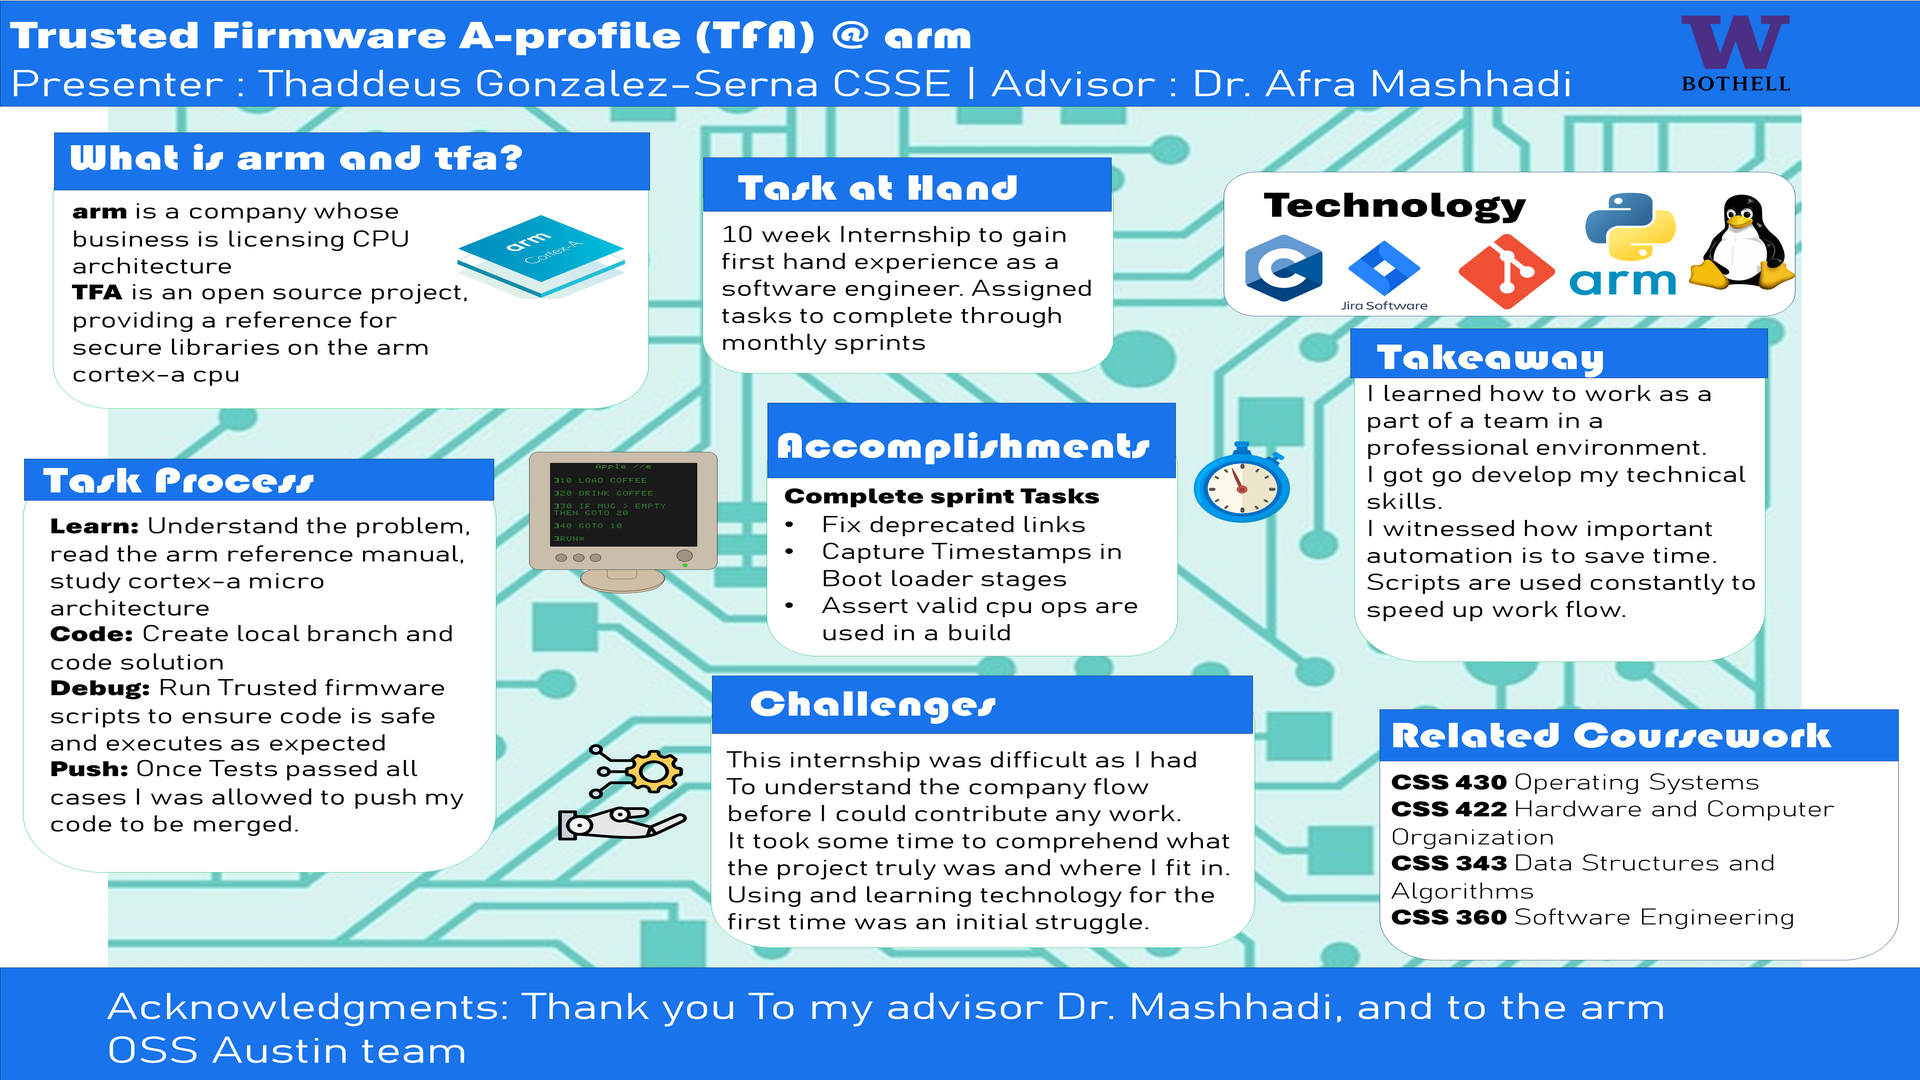 Trusted Firmware A-profile (TFA) @ arm
Presenter : Thaddeus Gonzalez-Serna CSSE | Advisor : Dr. Afra Mashhadi
W
BOTHELL
What is arm and tfa?
arm is a company whose
business is licensing CPU
architecture
TFA is an open source project,
providing a reference for
secure libraries on the arm
cortex-a cpu
arm
Cortex-A
Task at Hand
10 week Internship to gain
first hand experience as a
software engineer. Assigned
tasks to complete through
monthly sprints
Technology
C
Jira Software
arm
Takeaway
I learned how to work as a
part of a team in a
professional environment.
I got go develop my technical
skills.
I witnessed how important
automation is to save time.
Scripts are used constantly to
speed up work flow.
Task Process
Learn: Understand the problem,
read the arm reference manual,
study cortex-a micro
architecture
Code: Create local branch and
code solution
Debug: Run Trusted firmware
scripts to ensure code is safe
and executes as expected
Push: Once Tests passed all
cases I was allowed to push my
code to be merged.
Apple //e
]10 LOAD COFFEE
]20 DRINK COFFEE
]30 IF MUG > EMPTY
THEN GOTO 20
]40 GOTO 10
]RUN
Accomplishments
Complete sprint Tasks
• Fix deprecated links
• Capture Timestamps in
Boot loader stages
• Assert valid cpu ops are
used in a build
Challenges
This internship was difficult as I had
To understand the company flow
before I could contribute any work.
It took some time to comprehend what
the project truly was and where I fit in.
Using and learning technology for the
first time was an initial struggle.
Related Coursework
CSS 430 Operating Systems
CSS 422 Hardware and Computer
Organization
CSS 343 Data Structures and
Algorithms
CSS 360 Software Engineering
Acknowledgments: Thank you To my advisor Dr. Mashhadi, and to the arm
OSS Austin team